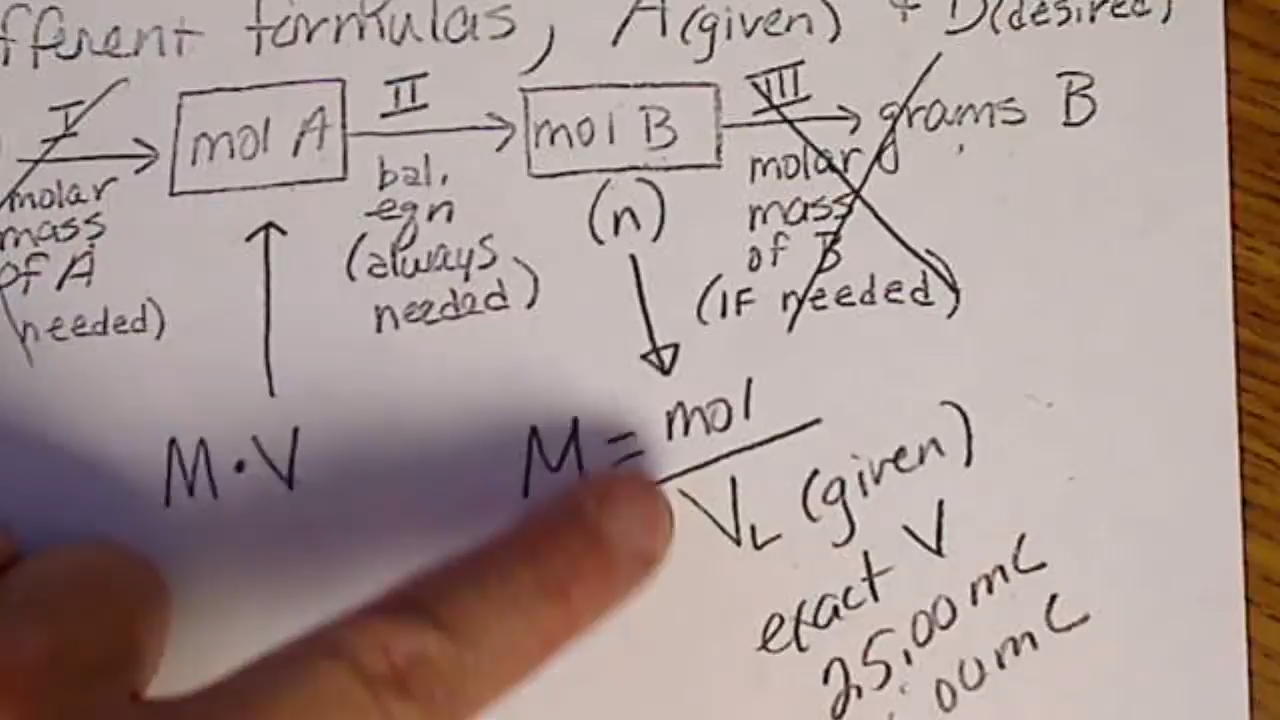 fferent formulas, A(given) + D(desired)
I
II
VII
mol A
mol B
grams B
molar
mass
of A
needed)
bal.
eqn
(always
needed)
(n)
molar
mass
of B
(IF needed)
M·V
M = mol
VL (given)
exact V
25.00 mL
.00 mL